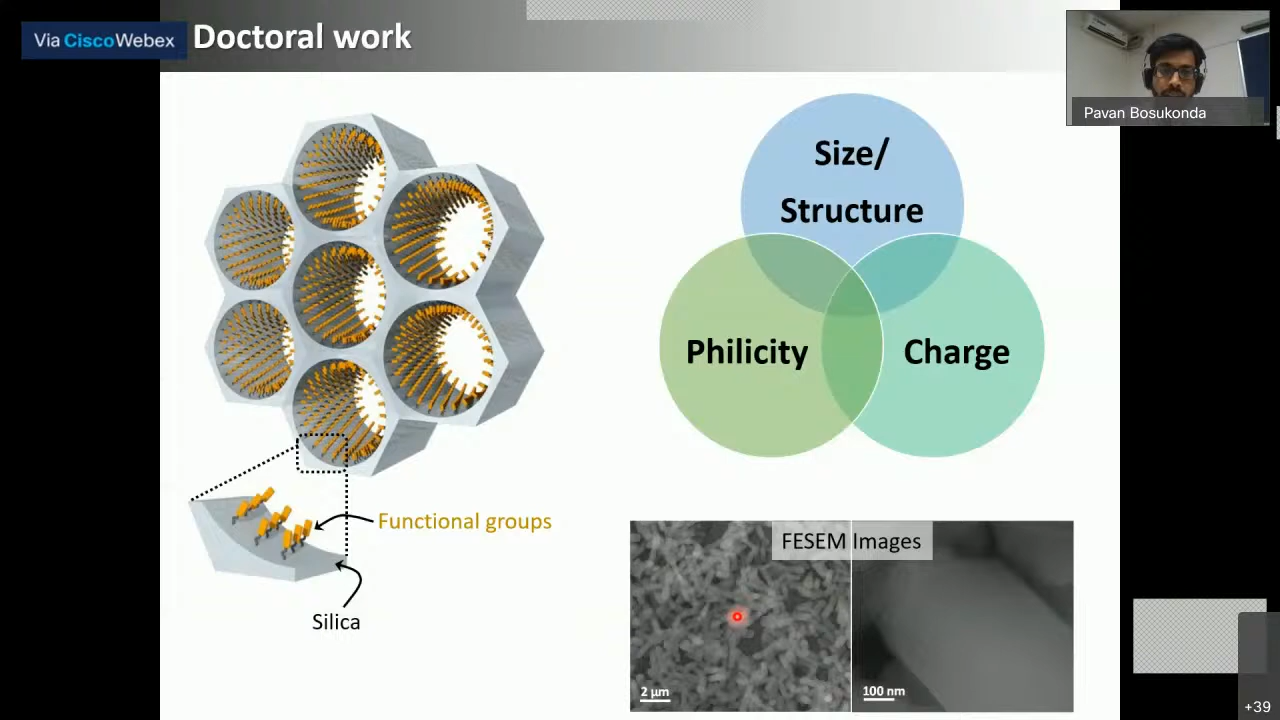 Via CiscoWebex
Doctoral work
Pavan Bosukonda
Size/
Structure
Philicity
Charge
Functional groups
Silica
FESEM Images
2 µm
100 nm
+39